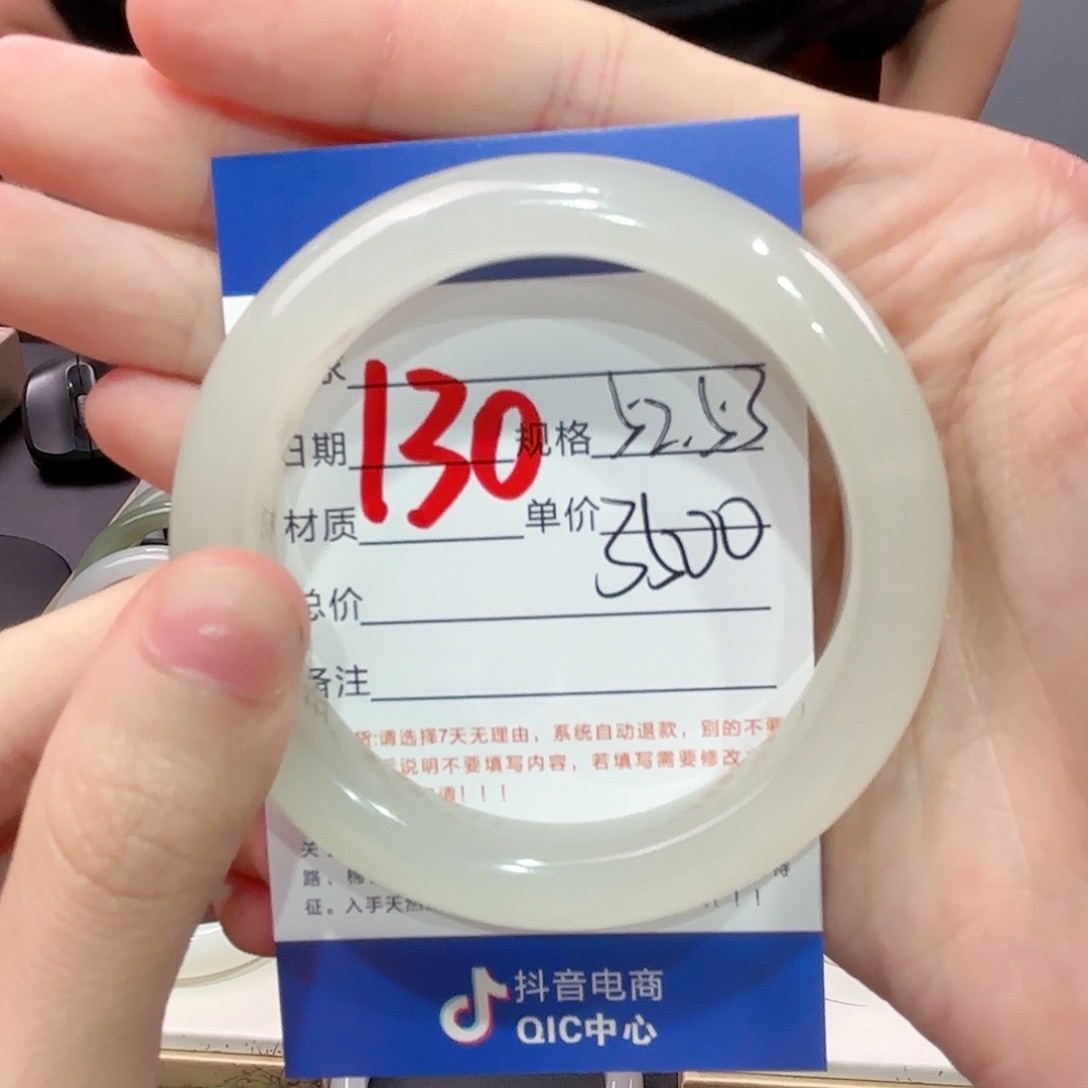 日期 130 规格 52.53
材质 单价 3500
总价
备注
货:请选择7天无理由，系统自动退款，别的不要
说明不要填写内容，若填写需要修改
请！！！
关
路、棉
征。入手天然 ！！
抖音电商
QIC中心